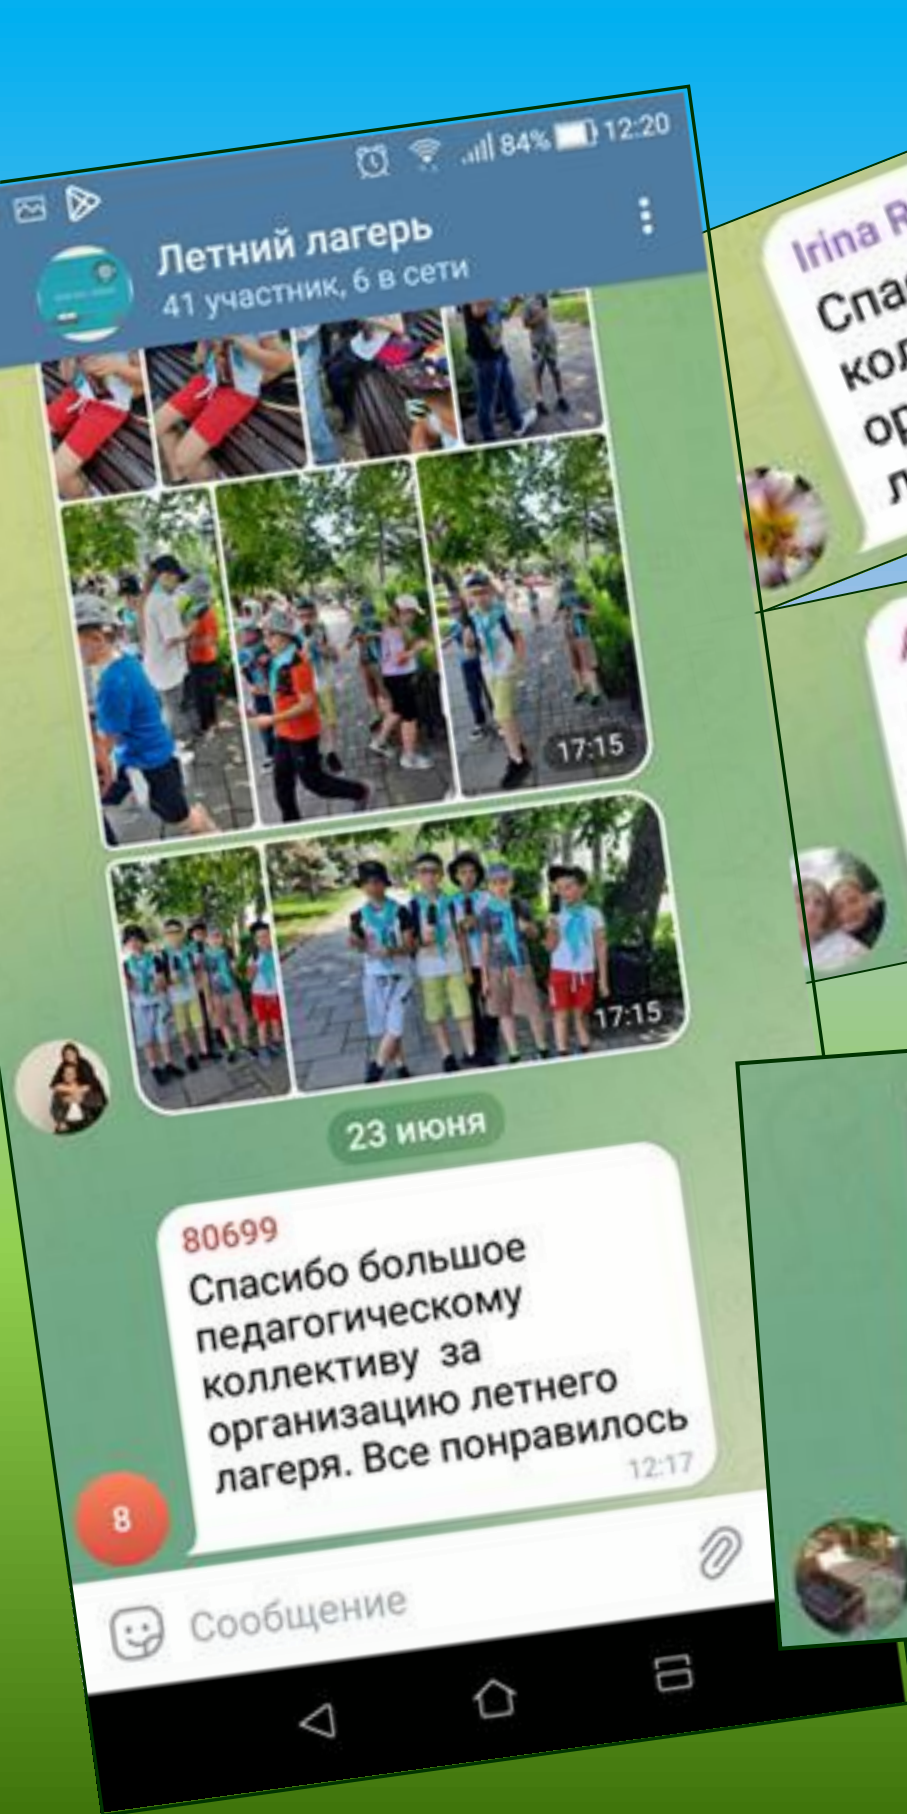 84% 12:20
Летний лагерь
41 участник, 6 в сети
17:15
17:15
23 июня
80699
Спасибо большое
педагогическому
коллективу за
организацию летнего
лагеря. Все понравилось
12:17
8
Сообщение
Irina